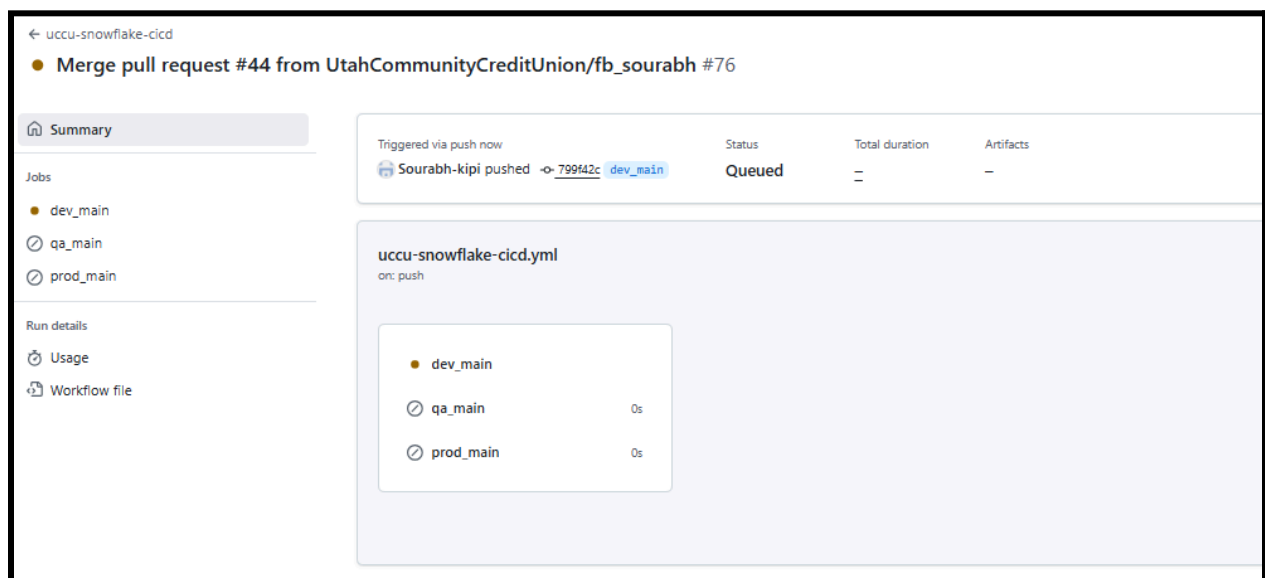 ← uccu-snowflake-cicd
Merge pull request #44 from UtahCommunityCreditUnion/fb_sourabh #76
Summary
Jobs
dev_main
qa_main
prod_main
Run details
Usage
Workflow file
Triggered via push now
Sourabh-kipi pushed 799f42c dev_main
Status
Queued
Total duration
–
Artifacts
–
uccu-snowflake-cicd.yml
on: push
dev_main
qa_main 0s
prod_main 0s